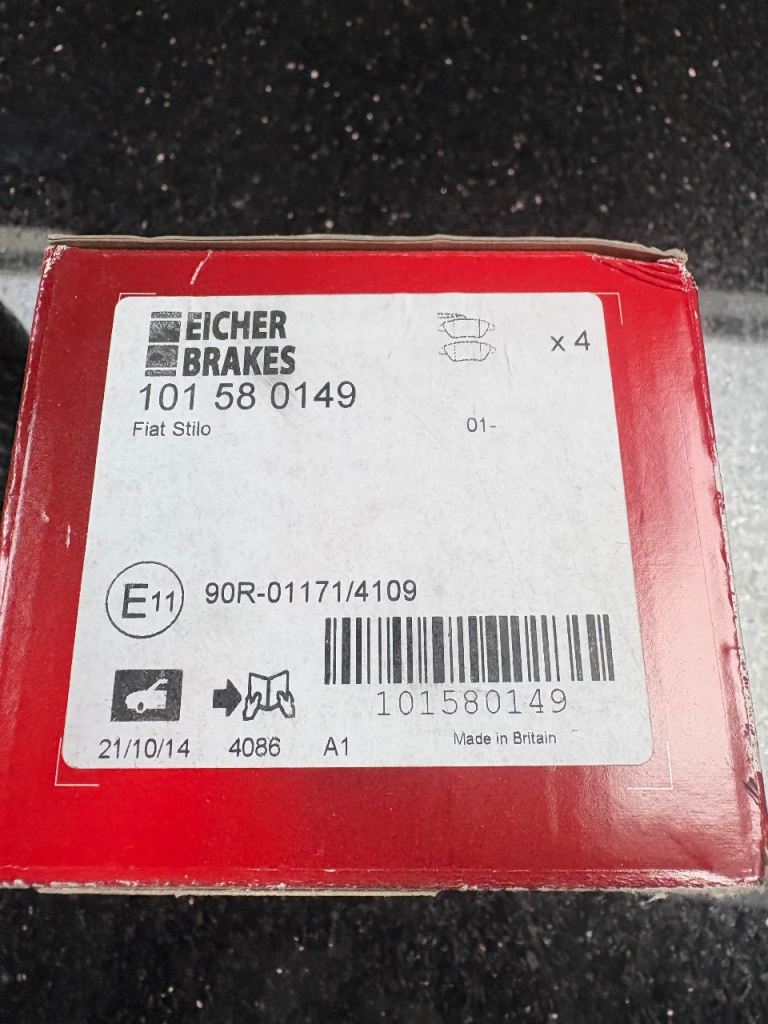 EICHER
BRAKES
x 4
101 58 0149
Fiat Stilo 01-
E11 90R-01171/4109
101580149
21/10/14 4086 A1 Made in Britain